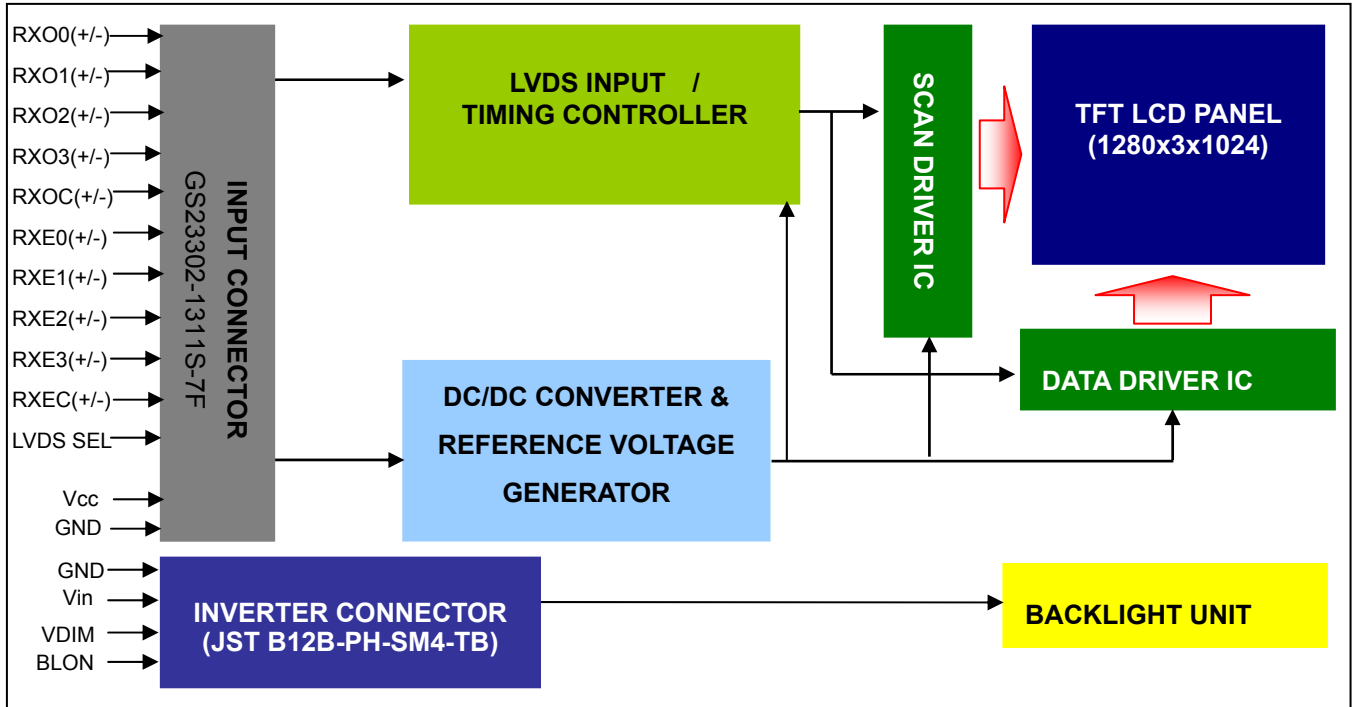 RXO0(+/-)
RXO1(+/-)
RXO2(+/-)
RXO3(+/-)
RXOC(+/-)
RXE0(+/-)
RXE1(+/-)
RXE2(+/-)
RXE3(+/-)
RXEC(+/-)
LVDS SEL
Vcc
GND
INPUT CONNECTOR
GS23302-1311S-7F
LVDS INPUT /
TIMING CONTROLLER
SCAN DRIVER IC
TFT LCD PANEL
(1280x3x1024)
DC/DC CONVERTER &
REFERENCE VOLTAGE
GENERATOR
DATA DRIVER IC
GND
Vin
VDIM
BLON
INVERTER CONNECTOR
(JST B12B-PH-SM4-TB)
BACKLIGHT UNIT